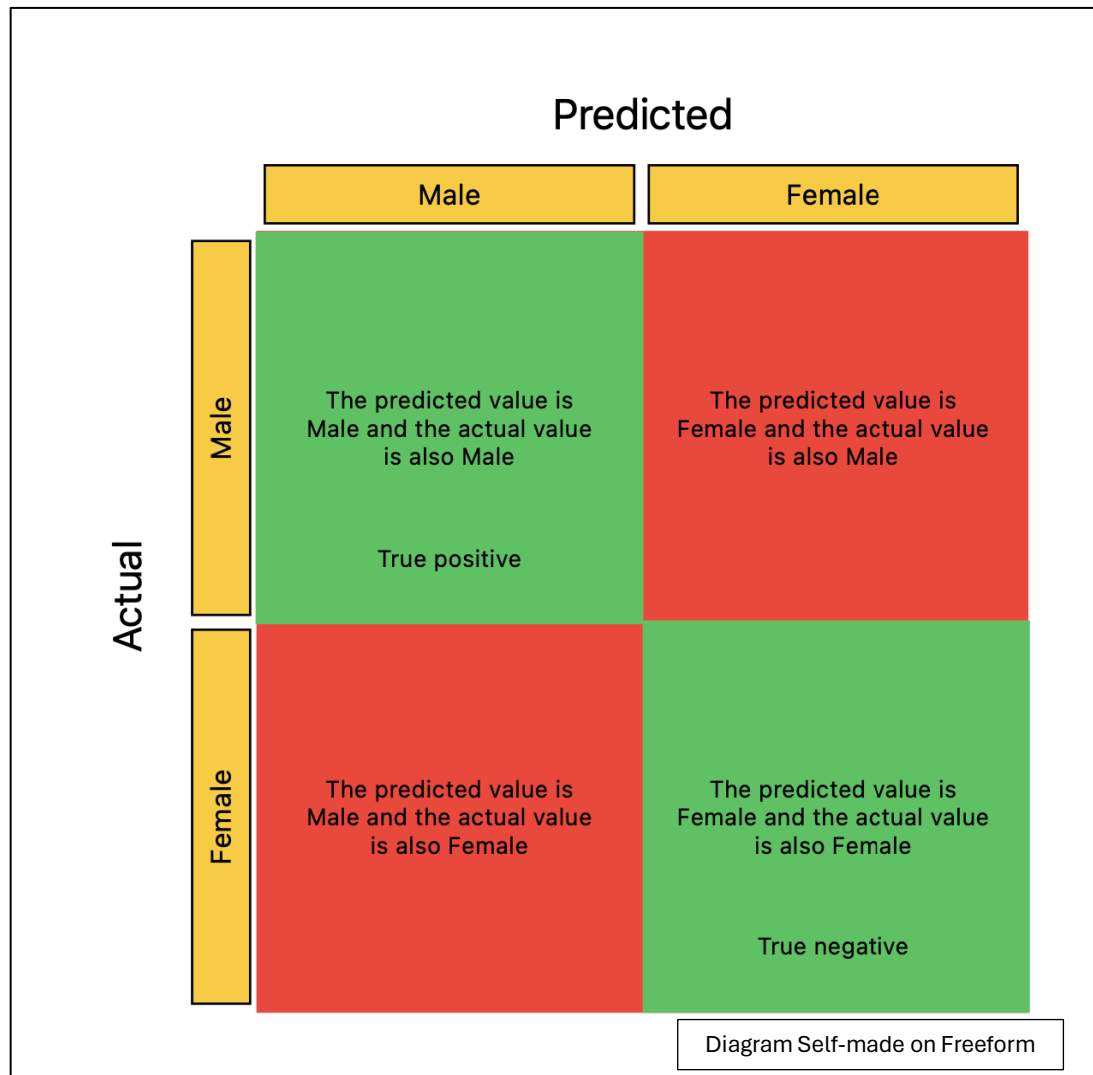 Predicted
Male
Female
Actual
Male
The predicted value is
Male and the actual value
is also Male
True positive
The predicted value is
Female and the actual value
is also Male
Female
The predicted value is
Male and the actual value
is also Female
The predicted value is
Female and the actual value
is also Female
True negative
Diagram Self-made on Freeform